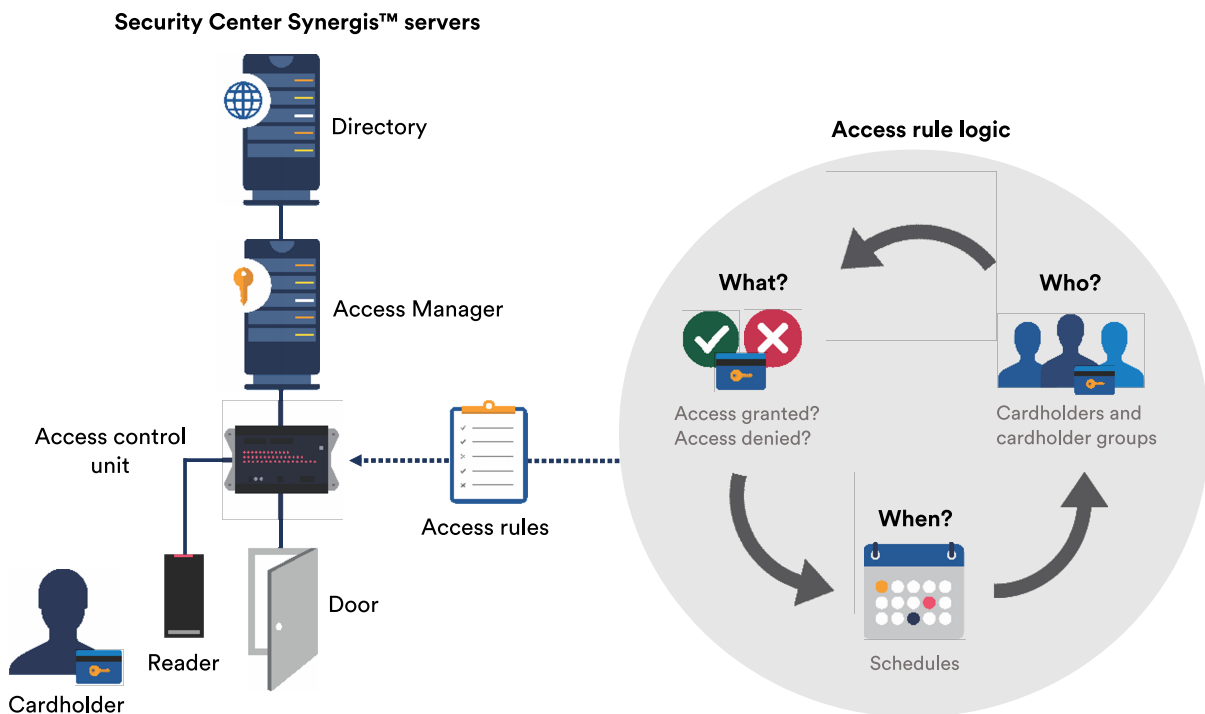 Security Center Synergis™ servers
Directory
Access Manager
Access control
unit
Access rules
Door
Reader
Cardholder
Access rule logic
What?
Access granted?
Access denied?
Who?
Cardholders and
cardholder groups
When?
Schedules